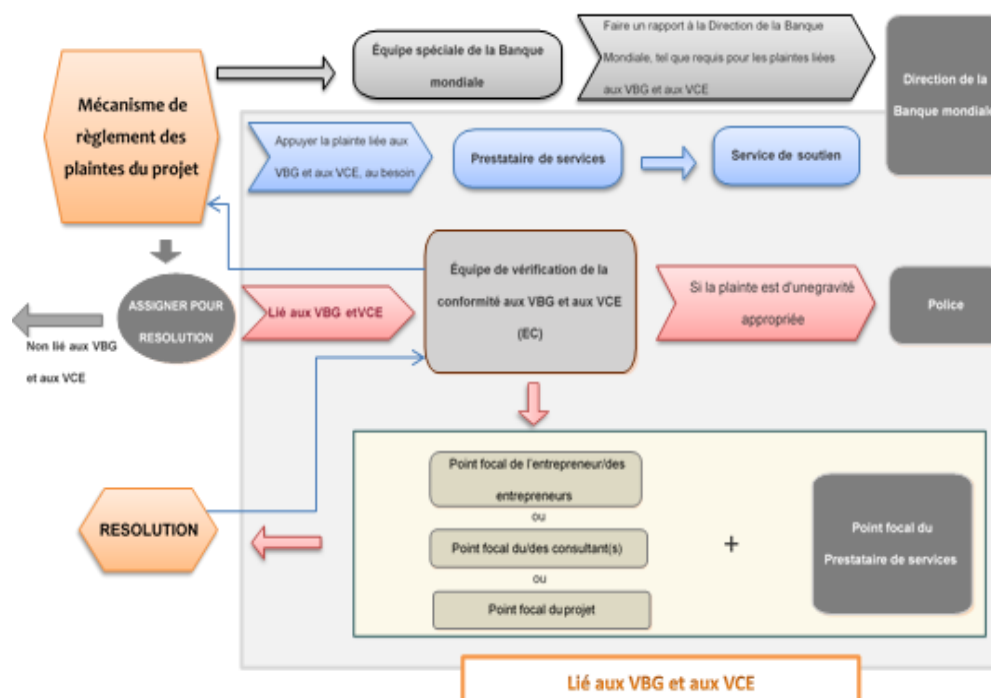 Mécanisme de
règlement des
plaintes du projet
Équipe spéciale de la Banque
mondiale
Faire un rapport à la Direction de la Banque
Mondiale, tel que requis pour les plaintes liées
aux VBG et aux VCE
Direction de la
Banque mondiale
Appuyer la plainte liée aux
VBG et aux VCE, au besoin
Prestataire de services
Service de soutien
ASSIGNER POUR
RESOLUTION
Non lié aux VBG
et aux VCE
Lié aux VBG etVCE
Équipe de vérification de la
conformité aux VBG et aux VCE
(EC)
Si la plainte est d'unegravité
appropriée
Police
Point focal de l'entrepreneur/des
entrepreneurs
ou
Point focal du/des consultant(s)
ou
Point focal du projet
+
Point focal du
Prestataire de services
RESOLUTION
Lié aux VBG et aux VCE